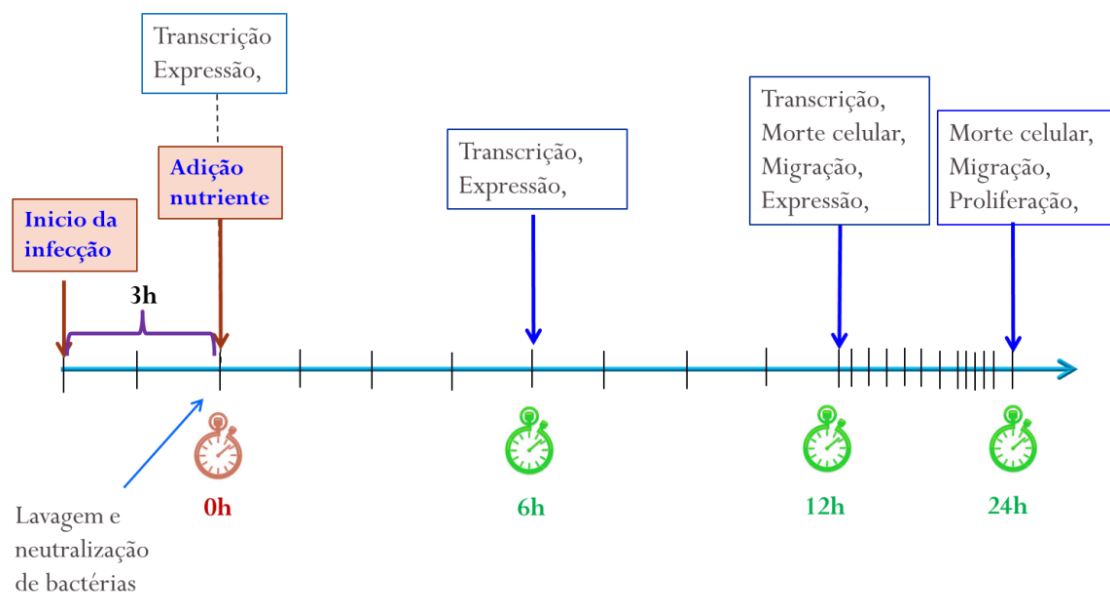 Transcrição
Expressão,
Adição
nutriente
Inicio da
infecção
3h
Transcrição,
Expressão,
Transcrição,
Morte celular,
Migração,
Expressão,
Morte celular,
Migração,
Proliferação,
0h
6h
12h
24h
Lavagem e
neutralização
de bactérias